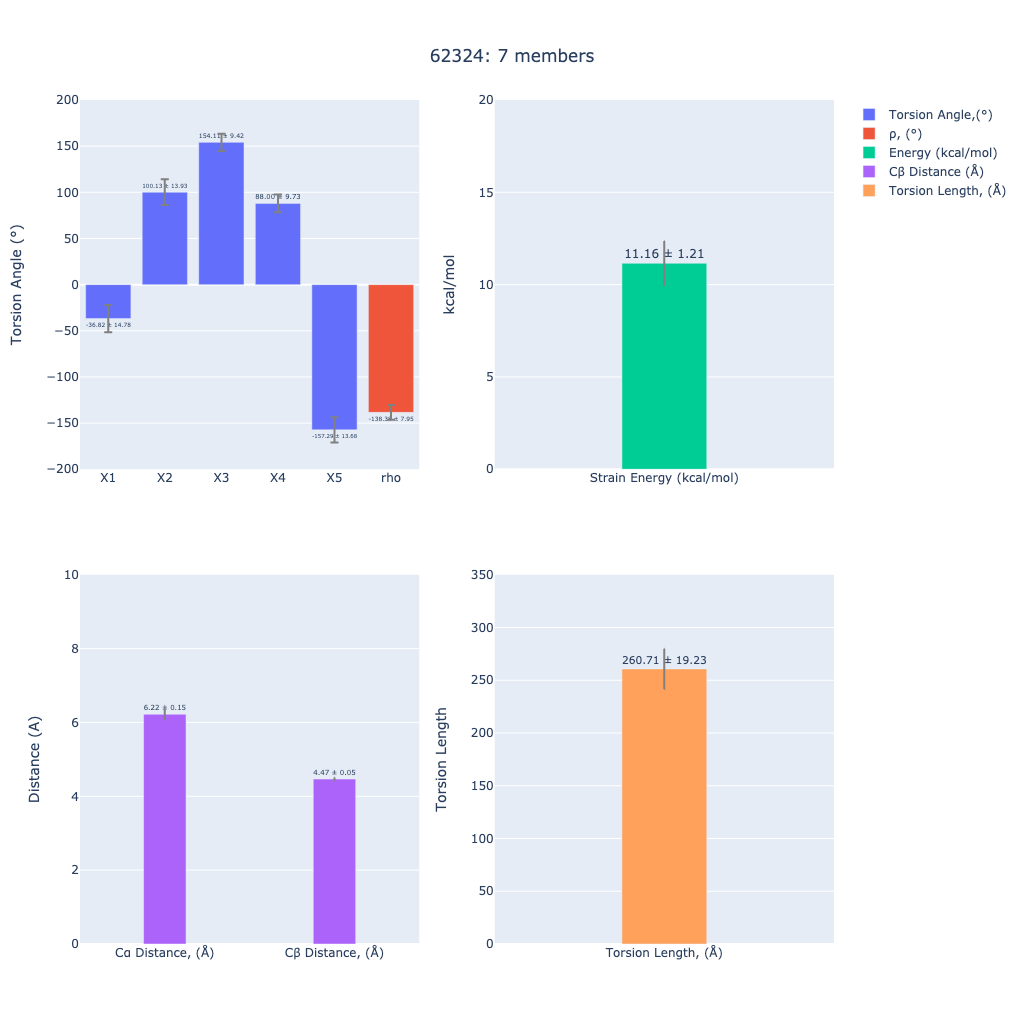 62324: 7 members
200
150
100
50
0
−50
−100
−150
−200
Torsion Angle (°)
-36.82 ± 14.78
100.13 ± 13.93
154.11 ± 9.42
88.00 ± 9.73
-157.29 ± 13.68
± 7.95
X1 X2 X3 X4 X5 rho
20
15
10
5
0
kcal/mol
11.16 ± 1.21
Strain Energy (kcal/mol)
Torsion Angle,(°)
ρ, (°)
Energy (kcal/mol)
Cβ Distance (Å)
Torsion Length, (Å)
10
8
6
4
2
0
Distance (A)
6.22 ± 0.15
4.47 ± 0.05
Cα Distance, (Å) Cβ Distance, (Å)
350
300
250
200
150
100
50
0
Torsion Length
260.71 ± 19.23
Torsion Length, (Å)